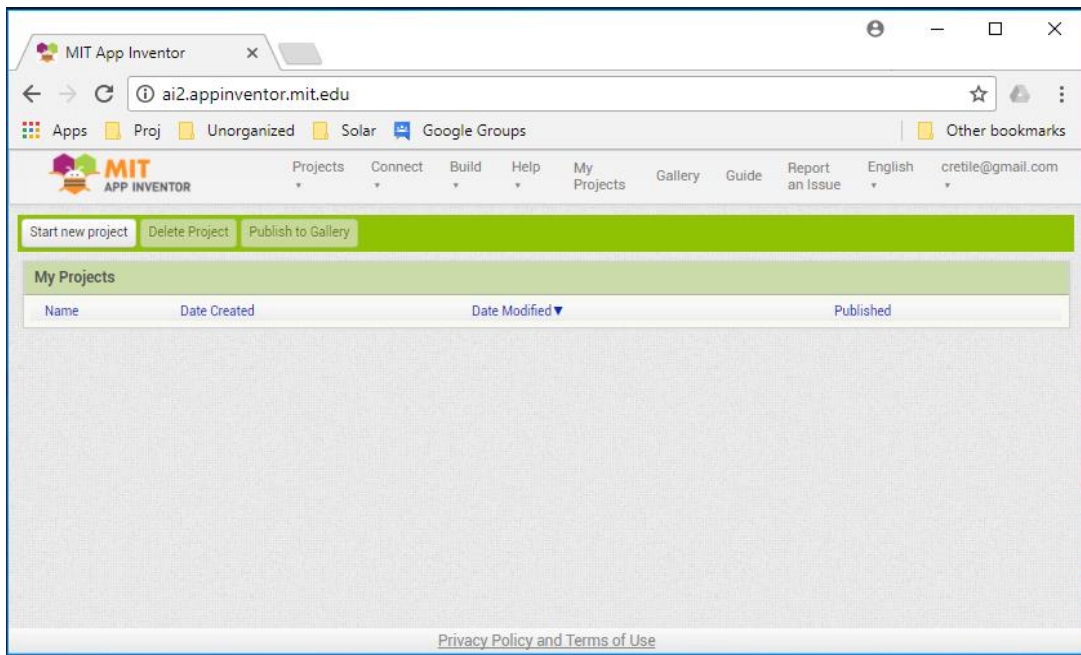 MIT App Inventor
ai2.appinventor.mit.edu
Apps Proj Unorganized Solar Google Groups Other bookmarks
MIT
APP INVENTOR
Projects Connect Build Help My Projects Gallery Guide Report an Issue English cretile@gmail.com
Start new project Delete Project Publish to Gallery
My Projects
Name Date Created Date Modified▼ Published
Privacy Policy and Terms of Use